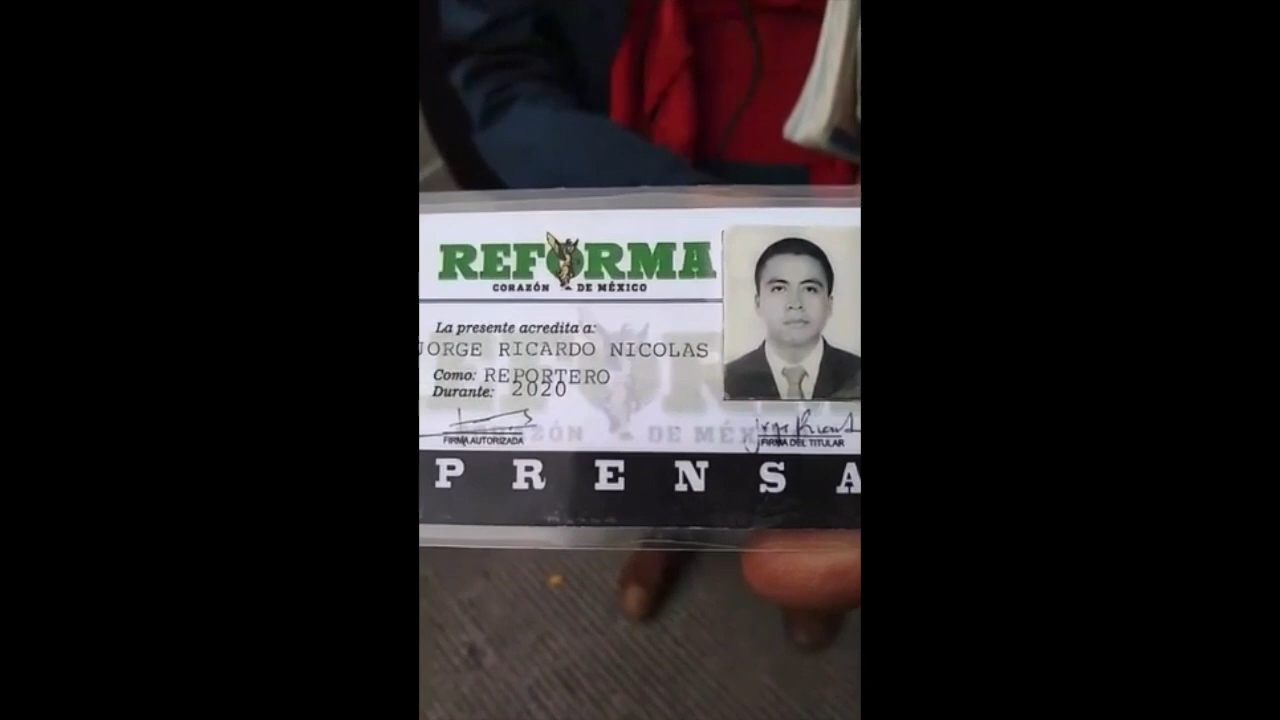 REFORMA
CORAZÓN DE MÉXICO
La presente acredita a:
JORGE RICARDO NICOLAS
Como: REPORTERO
Durante: 2020
FIRMA AUTORIZADA
FIRMA DEL TITULAR
PRENSA